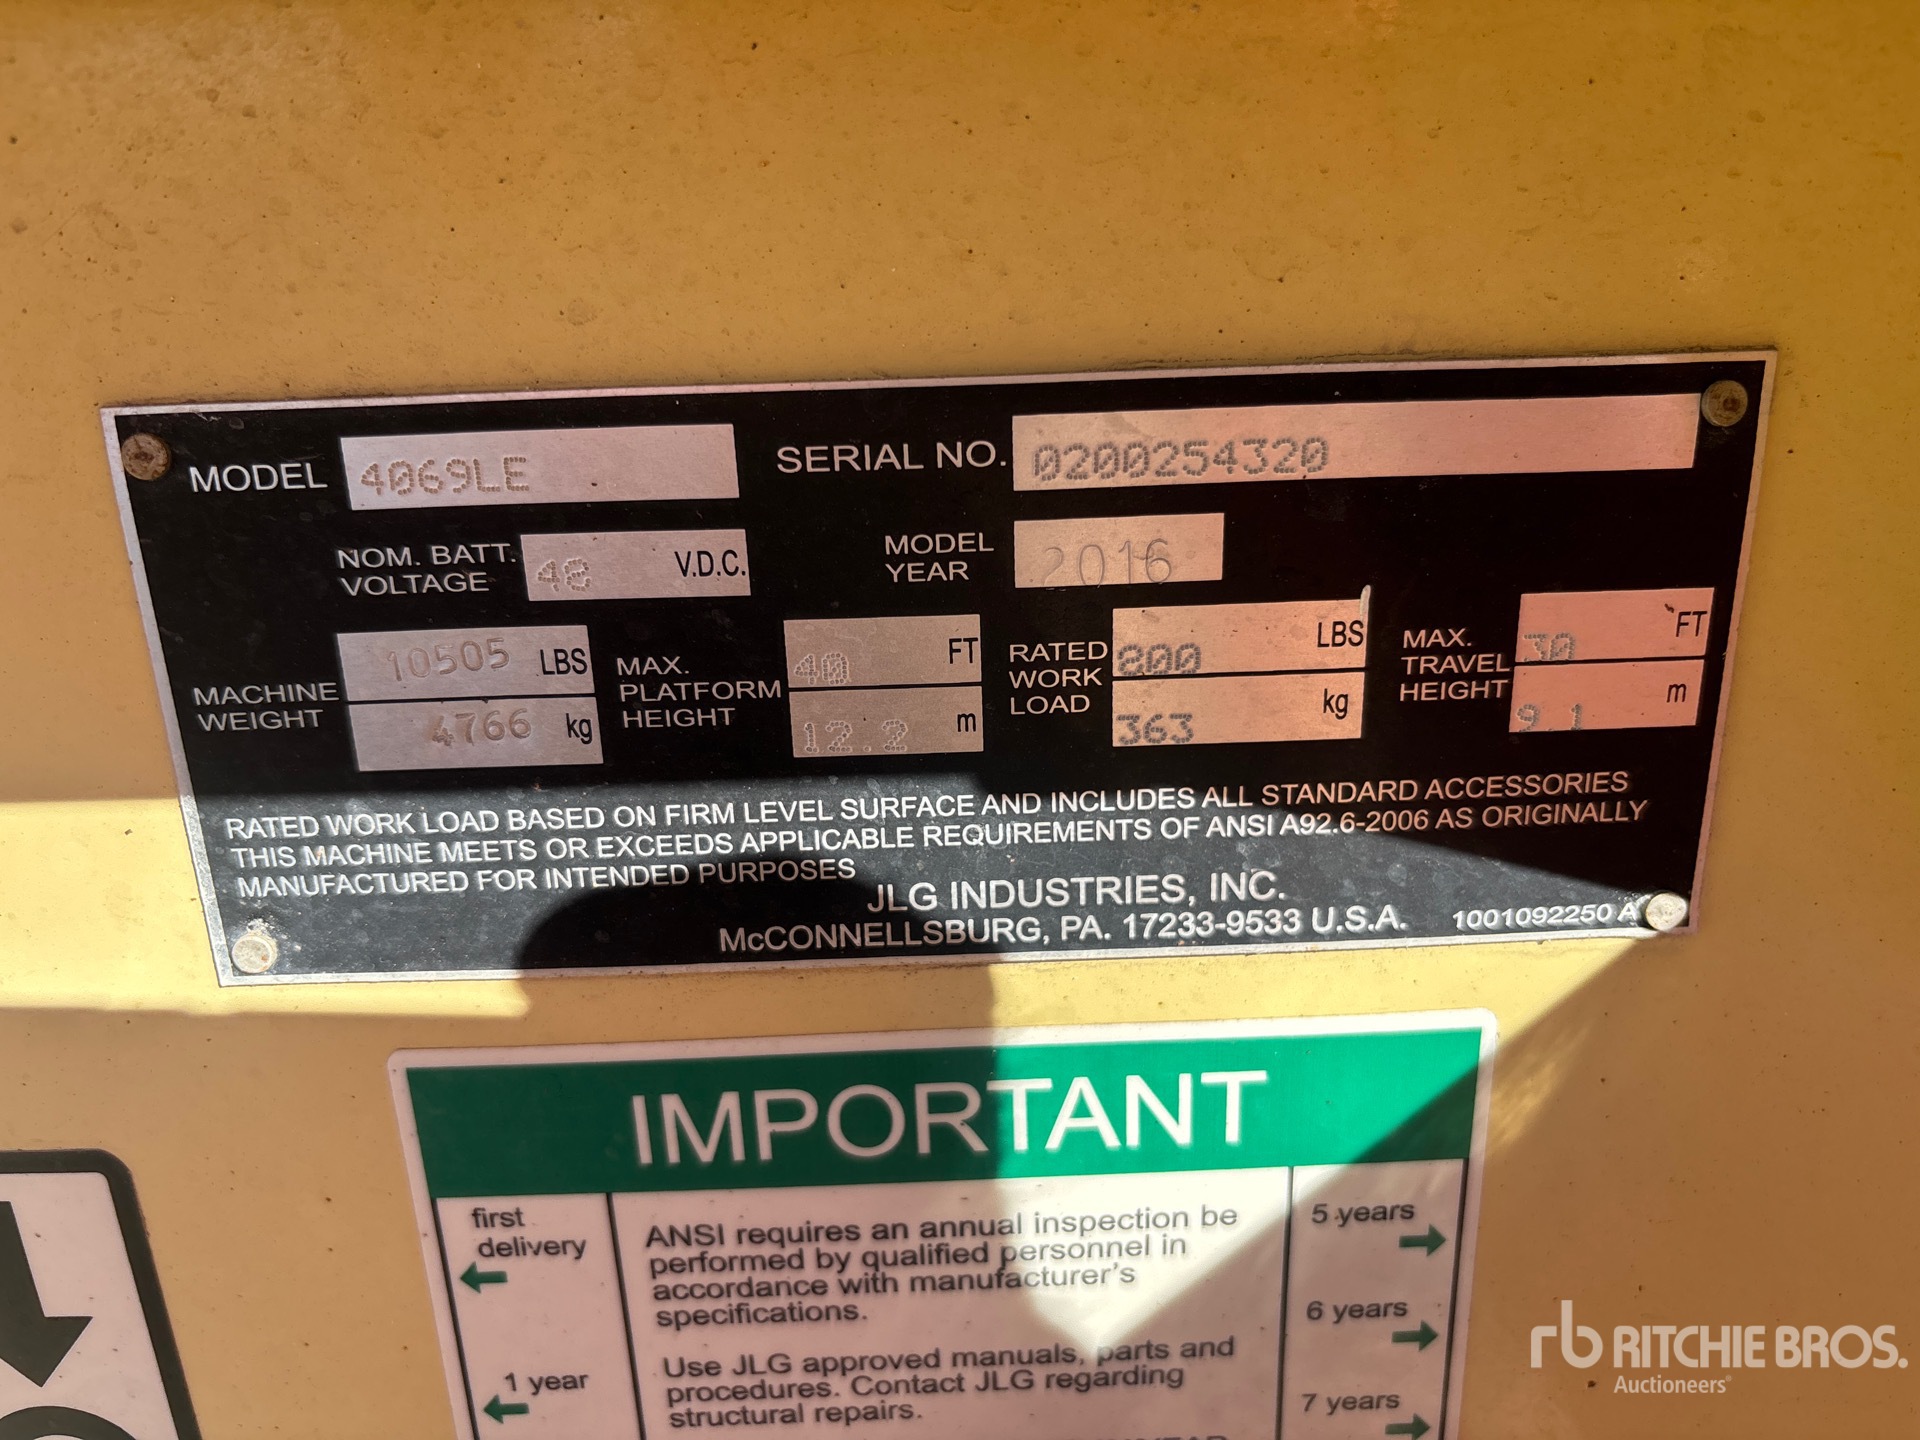 MODEL 4069LE SERIAL NO. 0200254320
NOM. BATT. VOLTAGE 48 V.D.C. MODEL YEAR 2016
MACHINE WEIGHT 10505 LBS 4766 kg MAX. PLATFORM HEIGHT 40 FT 12.2 m RATED WORK LOAD 800 LBS 363 kg MAX. TRAVEL HEIGHT 30 FT 9.1 m
RATED WORK LOAD BASED ON FIRM LEVEL SURFACE AND INCLUDES ALL STANDARD ACCESSORIES
THIS MACHINE MEETS OR EXCEEDS APPLICABLE REQUIREMENTS OF ANSI A92.6-2006 AS ORIGINALLY
MANUFACTURED FOR INTENDED PURPOSES
JLG INDUSTRIES, INC.
McCONNELLSBURG, PA. 17233-9533 U.S.A. 1001092250 A
IMPORTANT
first
delivery
1 year
ANSI requires an annual inspection be
performed by qualified personnel in
accordance with manufacturer's
specifications.
Use JLG approved manuals, parts and
procedures. Contact JLG regarding
structural repairs.
5 years
6 years
7 years
rb RITCHIE BROS.
Auctioneers